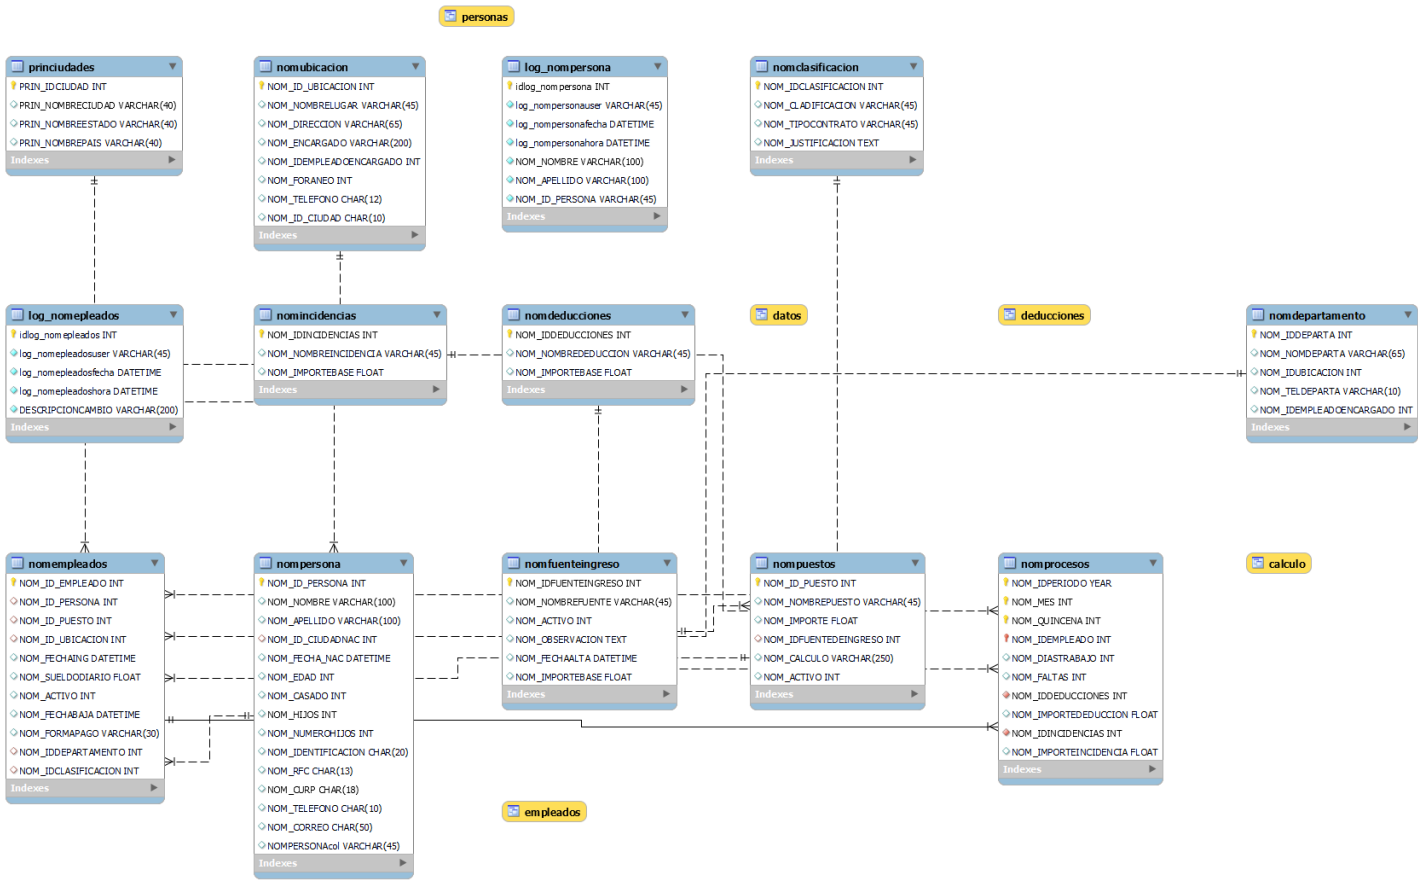 personas
princiudades
PRIN_IDCIUDAD INT
PRIN_NOMBRECIUDAD VARCHAR(40)
PRIN_NOMBREESTADO VARCHAR(40)
PRIN_NOMBREPAIS VARCHAR(40)
Indexes
nomubicacion
NOM_ID_UBICACION INT
NOM_NOMBRELUGAR VARCHAR(45)
NOM_DIRECCION VARCHAR(65)
NOM_ENCARGADO VARCHAR(200)
NOM_IDEMPLEADOENCARGADO INT
NOM_FORANEO INT
NOM_TELEFONO CHAR(12)
NOM_ID_CIUDAD CHAR(10)
Indexes
log_nompersona
idlog_nompersona INT
log_nompersonauser VARCHAR(45)
log_nompersonafecha DATETIME
log_nompersonahora DATETIME
NOM_NOMBRE VARCHAR(100)
NOM_APELLIDO VARCHAR(100)
NOM_ID_PERSONA VARCHAR(45)
Indexes
nomclasificacion
NOM_IDCLASIFICACION INT
NOM_CLADIFICACION VARCHAR(45)
NOM_TIPOCONTRATO VARCHAR(45)
NOM_JUSTIFICACION TEXT
Indexes
log_nomepleados
idlog_nomepleados INT
log_nomepleadosuser VARCHAR(45)
log_nomepleadosfecha DATETIME
log_nomepleadoshora DATETIME
DESCRIPCIONCAMBIO VARCHAR(200)
Indexes
nomincidencias
NOM_IDINCIDENCIAS INT
NOM_NOMBREINCIDENCIA VARCHAR(45)
NOM_IMPORTEBASE FLOAT
Indexes
nomdeducciones
NOM_IDDEDUCCIONES INT
NOM_NOMBREDEDUCCION VARCHAR(45)
NOM_IMPORTEBASE FLOAT
Indexes
datos
deducciones
nomdepartamento
NOM_IDDEPARTA INT
NOM_NOMDEPARTA VARCHAR(65)
NOM_IDUBICACION INT
NOM_TELDEPARTA VARCHAR(10)
NOM_IDEMPLEADOENCARGADO INT
Indexes
nomempleados
NOM_ID_EMPLEADO INT
NOM_ID_PERSONA INT
NOM_ID_PUESTO INT
NOM_ID_UBICACION INT
NOM_FECHAING DATETIME
NOM_SUELDODIARIO FLOAT
NOM_ACTIVO INT
NOM_FECHABAJA DATETIME
NOM_FORMAPAGO VARCHAR(30)
NOM_IDDEPARTAMENTO INT
NOM_IDCLASIFICACION INT
Indexes
nompersona
NOM_ID_PERSONA INT
NOM_NOMBRE VARCHAR(100)
NOM_APELLIDO VARCHAR(100)
NOM_ID_CIUDADNAC INT
NOM_FECHA_NAC DATETIME
NOM_EDAD INT
NOM_CASADO INT
NOM_HIJOS INT
NOM_NUMEROHIJOS INT
NOM_IDENTIFICACION CHAR(20)
NOM_RFC CHAR(13)
NOM_CURP CHAR(18)
NOM_TELEFONO CHAR(10)
NOM_CORREO CHAR(50)
NOMPERSONAcol VARCHAR(45)
Indexes
nomfuenteingreso
NOM_IDFUENTEINGRESO INT
NOM_NOMBREFUENTE VARCHAR(45)
NOM_ACTIVO INT
NOM_OBSERVACION TEXT
NOM_FECHAALTA DATETIME
NOM_IMPORTEBASE FLOAT
Indexes
nompuestos
NOM_ID_PUESTO INT
NOM_NOMBREPUESTO VARCHAR(45)
NOM_IMPORTE FLOAT
NOM_IDFUENTEDEINGRESO INT
NOM_CALCULO VARCHAR(250)
NOM_ACTIVO INT
Indexes
nomprocesos
NOM_IDPERIODO YEAR
NOM_MES INT
NOM_QUINCENA INT
NOM_IDEMPLEADO INT
NOM_DIASTRABAJO INT
NOM_FALTAS INT
NOM_IDDEDUCCIONES INT
NOM_IMPORTEDEDUCCION FLOAT
NOM_IDINCIDENCIAS INT
NOM_IMPORTEINCIDENCIA FLOAT
Indexes
calculo
empleados